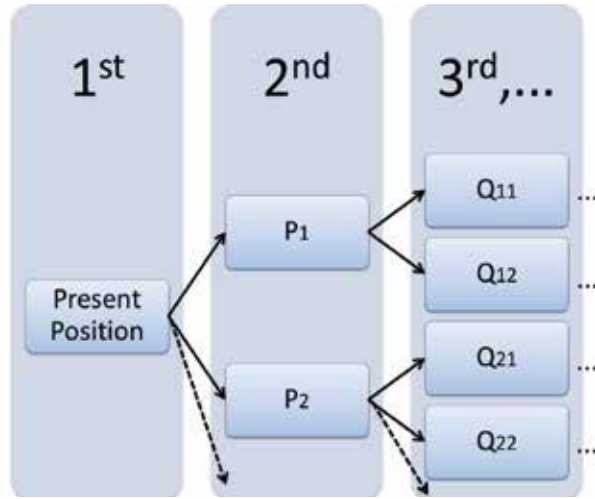 1st
2nd
3rd,...
Present
Position
P1
P2
Q11
...
Q12
...
Q21
...
Q22
...